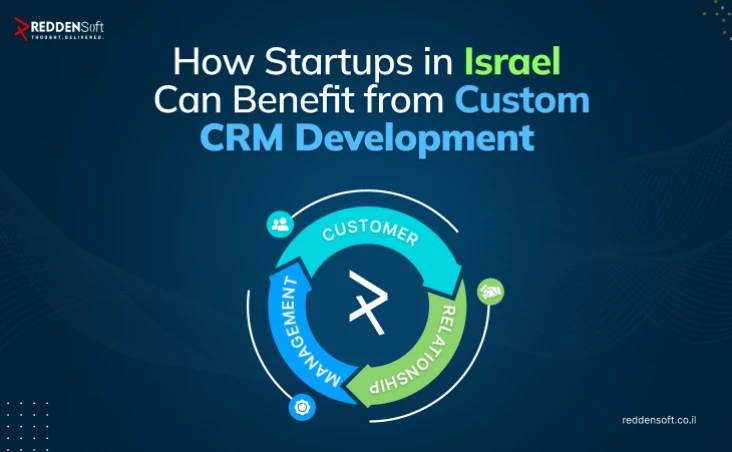 REDDENSoft
THOUGHT. DELIVERED.
How Startups in Israel
Can Benefit from Custom
CRM Development
CUSTOMER
RELATIONSHIP
MANAGEMENT
reddensoft.co.il